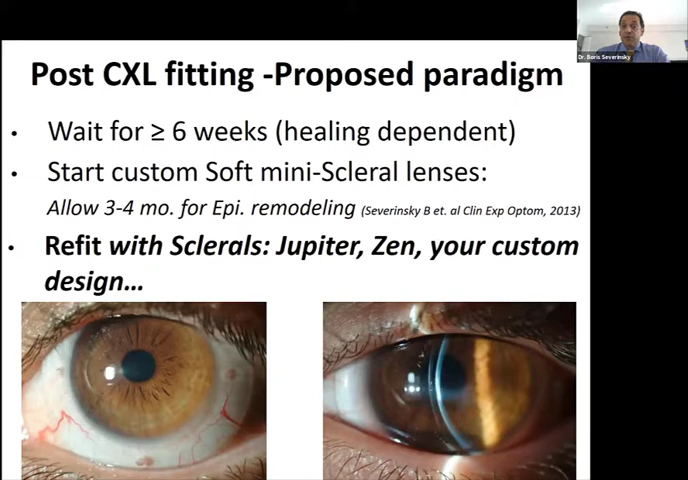 Dr. Boris Severinsky
Post CXL fitting -Proposed paradigm
• Wait for ≥ 6 weeks (healing dependent)
• Start custom Soft mini-Scleral lenses:
Allow 3-4 mo. for Epi. remodeling (Severinsky B et. al Clin Exp Optom, 2013)
• Refit with Sclerals: Jupiter, Zen, your custom
design...